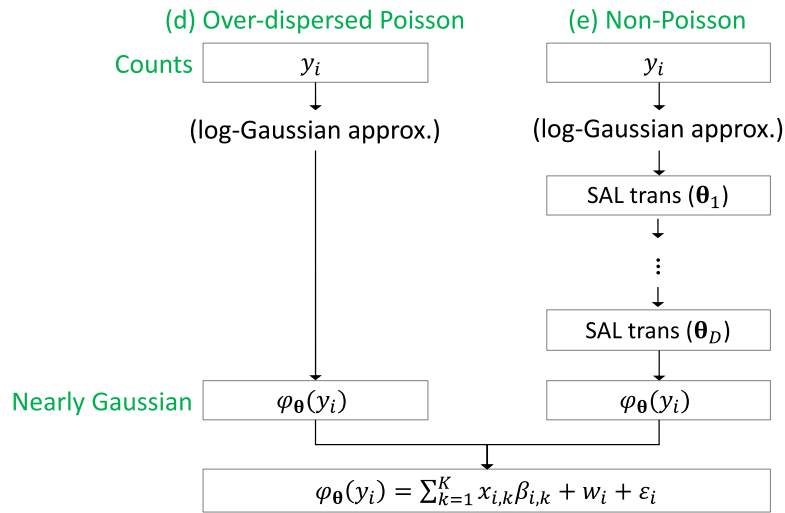 (d) Over-dispersed Poisson (e) Non-Poisson
Counts y_i y_i
(log-Gaussian approx.) (log-Gaussian approx.)
SAL trans (θ_1)
⋮
SAL trans (θ_D)
Nearly Gaussian φ_θ(y_i) φ_θ(y_i)
φ_θ(y_i) = ∑_{k=1}^{K} x_{i,k}β_{i,k} + w_i + ε_i